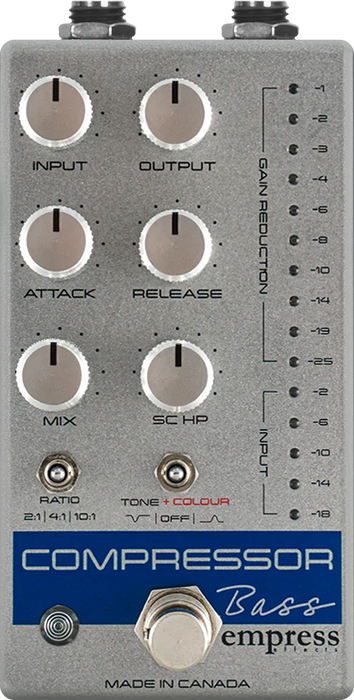 INPUT
OUTPUT
ATTACK
RELEASE
MIX
SC HP
RATIO
2:1 | 4:1 | 10:1
TONE + COLOUR
OFF
GAIN REDUCTION
-1
-2
-3
-4
-6
-8
-10
-14
-19
-25
INPUT
-2
-6
-10
-14
-18
COMPRESSOR
Bass
empress
effects
MADE IN CANADA